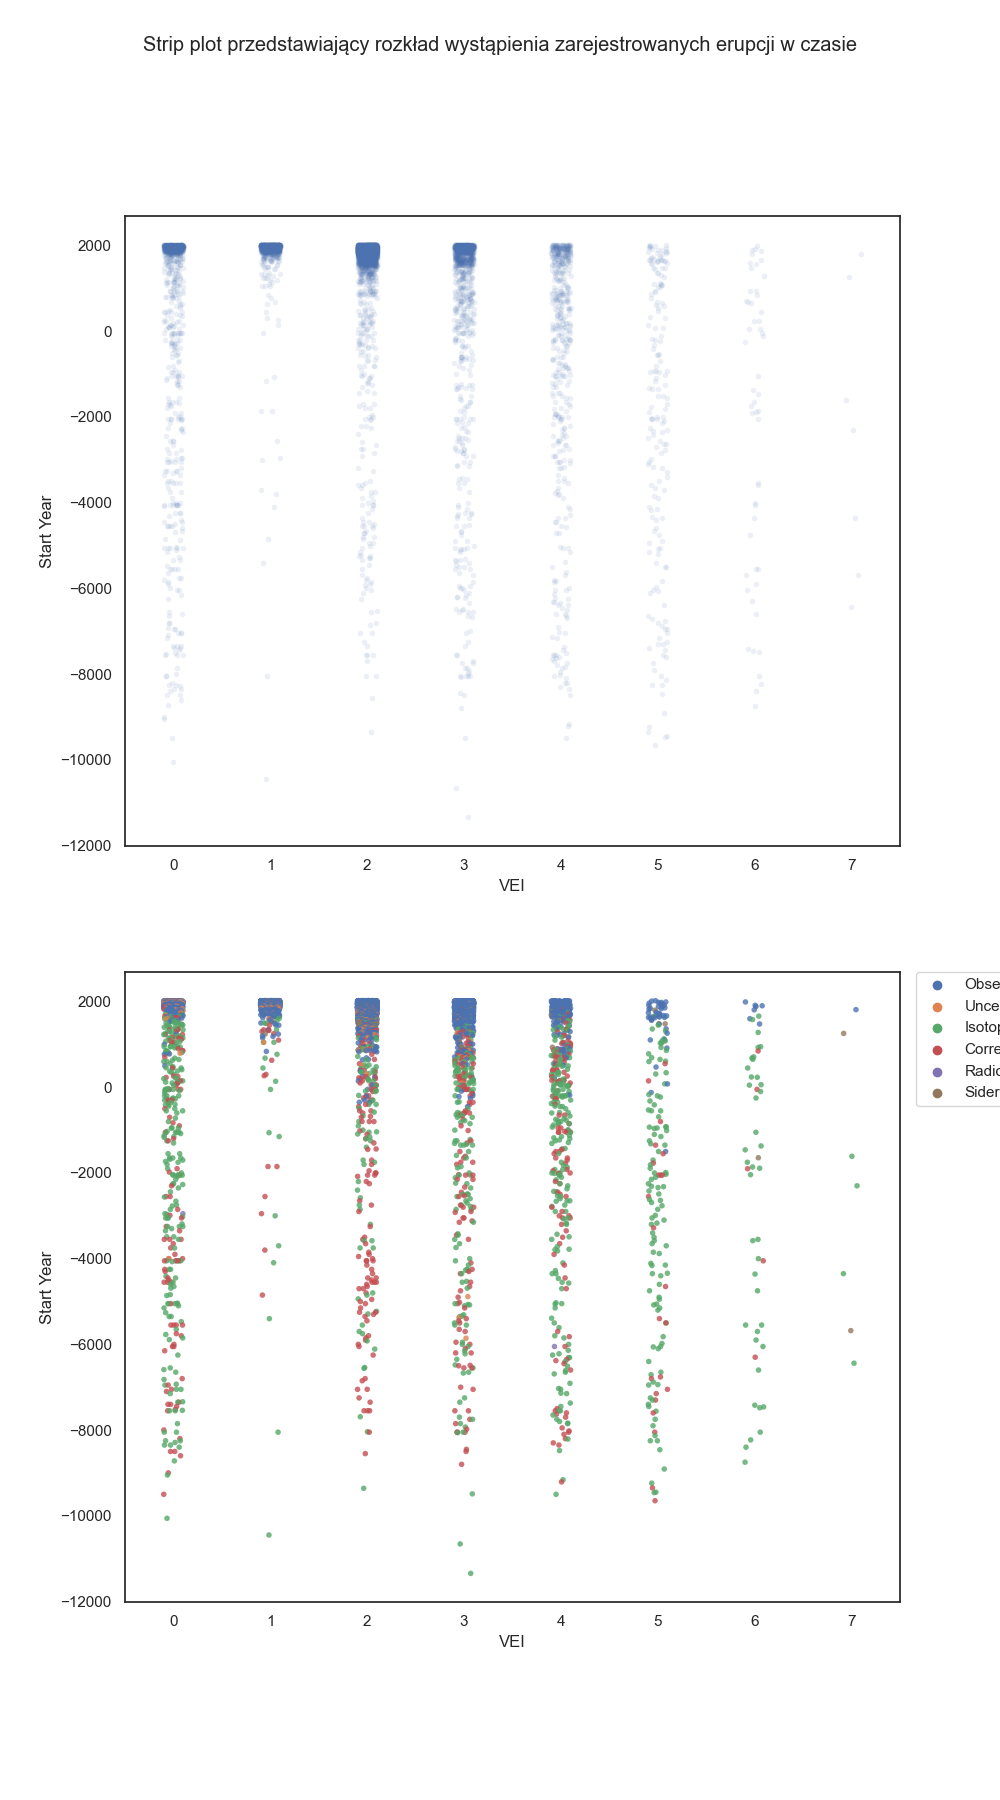 Strip plot przedstawiający rozkład wystąpienia zarejestrowanych erupcji w czasie
2000
0
−2000
−4000
−6000
−8000
−10000
−12000
Start Year
0 1 2 3 4 5 6 7
VEI
2000
0
−2000
−4000
−6000
−8000
−10000
−12000
Start Year
0 1 2 3 4 5 6 7
VEI
Obse
Unce
Isotop
Corre
Radio
Sider